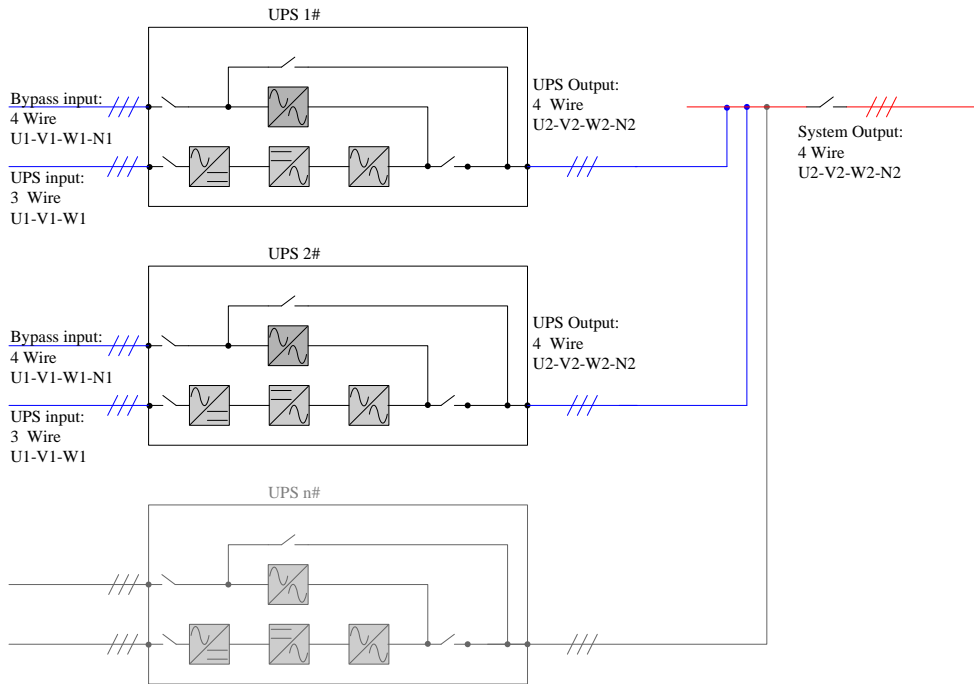 UPS 1#
Bypass input:
4 Wire
U1-V1-W1-N1
UPS input:
3  Wire
U1-V1-W1
UPS Output:
4  Wire
U2-V2-W2-N2
System Output:
4 Wire
U2-V2-W2-N2
UPS 2#
Bypass input:
4 Wire
U1-V1-W1-N1
UPS input:
3  Wire
U1-V1-W1
UPS Output:
4  Wire
U2-V2-W2-N2
UPS n#